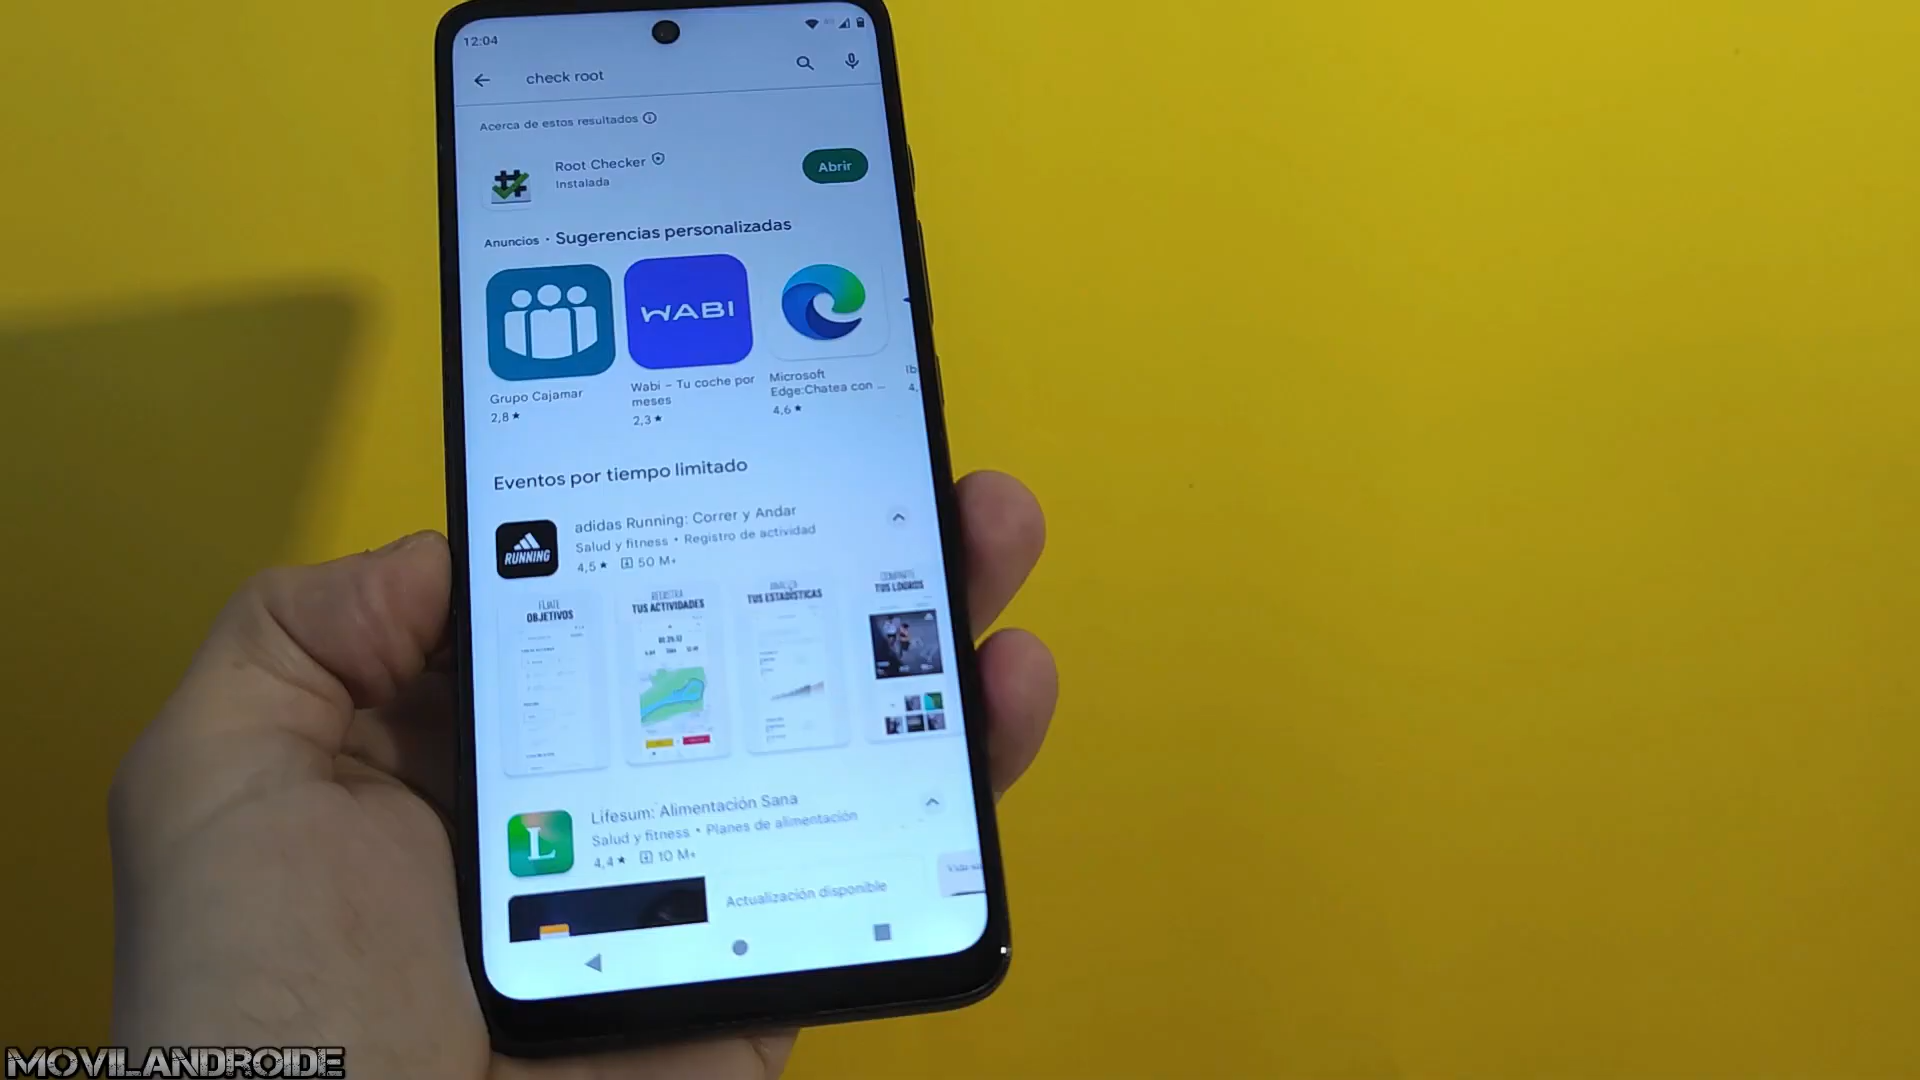 12:04
check root
Acerca de estos resultados
Root Checker
Instalada
Abrir
Anuncios · Sugerencias personalizadas
WABI
Grupo Cajamar
2,8 ★
Wabi – Tu coche por
meses
2,3 ★
Microsoft
Edge:Chatea con ...
4,6 ★
Ib
4,
Eventos por tiempo limitado
RUNNING
adidas Running: Correr y Andar
Salud y fitness • Registro de actividad
4,5 ★ 50 M+
FÍJATE
OBJETIVOS
REGISTRA
TUS ACTIVIDADES
TUS ESTADÍSTICAS
COMPARTE
TUS LOGROS
L
Lifesum: Alimentación Sana
Salud y fitness • Planes de alimentación
4,4 ★ 10 M+
Actualización disponible
MOVILANDROIDE